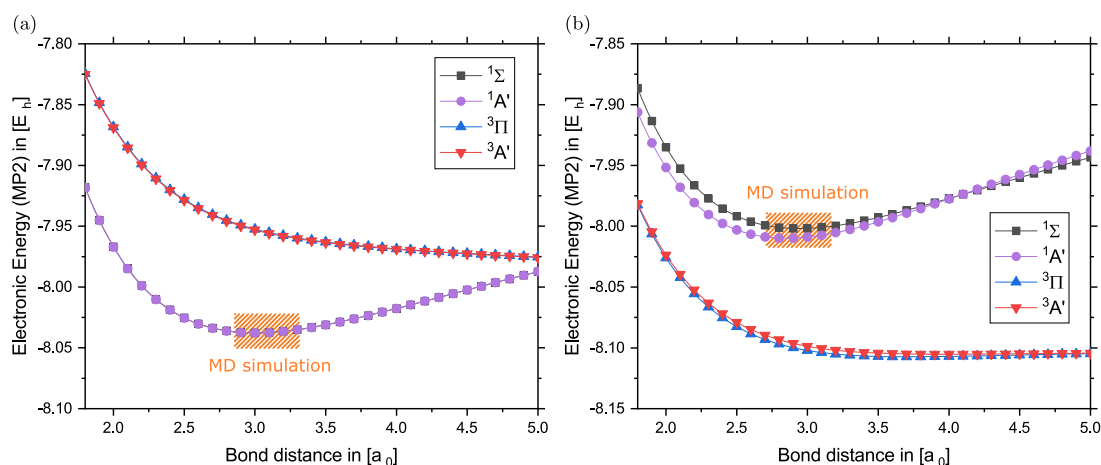 (a)
Electronic Energy (MP2) in [E_h]
-7.80
-7.85
-7.90
-7.95
-8.00
-8.05
-8.10
¹Σ
¹A'
³Π
³A'
MD simulation
2.0 2.5 3.0 3.5 4.0 4.5 5.0
Bond distance in [a_0]
(b)
Electronic Energy (MP2) in [E_h]
-7.85
-7.90
-7.95
-8.00
-8.05
-8.10
-8.15
MD simulation
¹Σ
¹A'
³Π
³A'
2.0 2.5 3.0 3.5 4.0 4.5 5.0
Bond distance in [a_0]